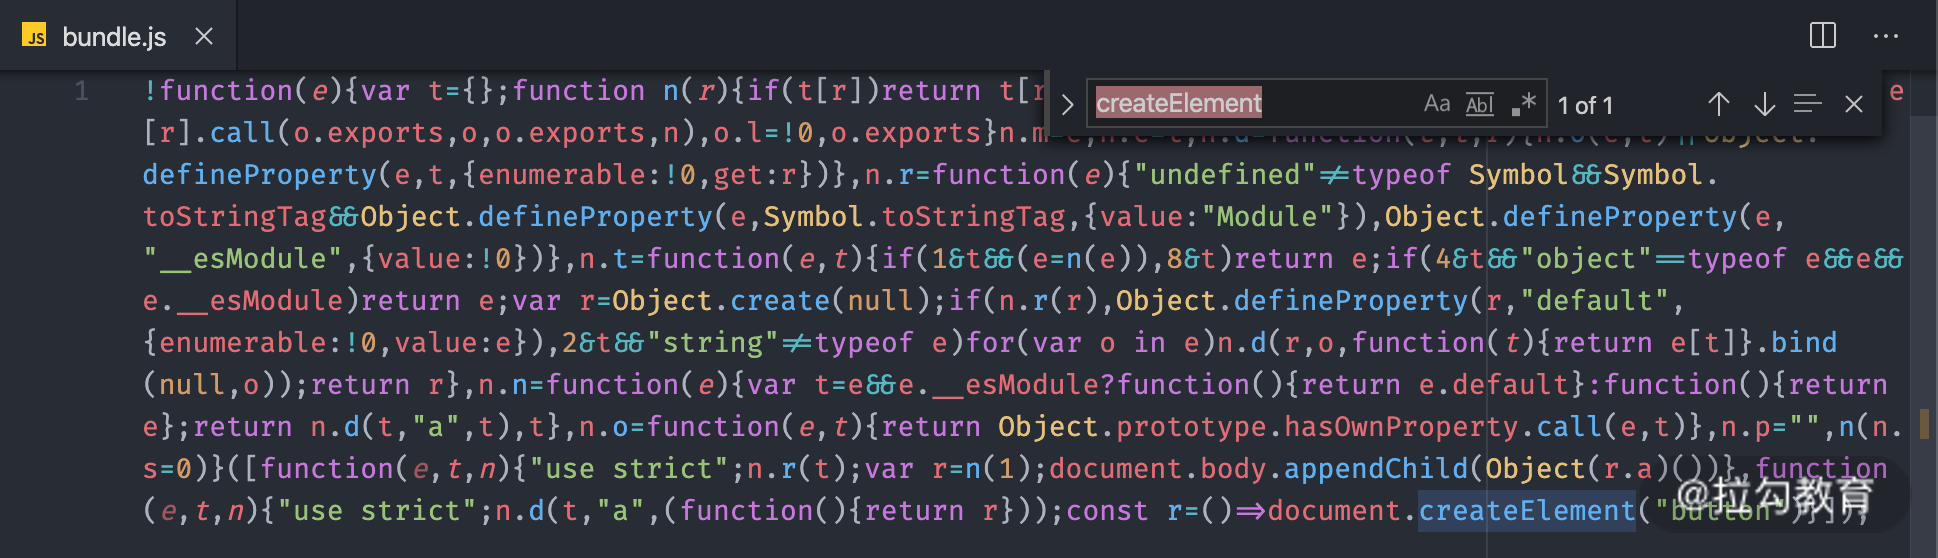 JS bundle.js
createElement Aa Abl .* 1 of 1
1 !function(e){var t={};function n(r){if(t[r])return t[r e
[r].call(o.exports,o,o.exports,n),o.l=!0,o.exports}n.m=e,n.c=t,n.d=function(e,t,r){n.o(e,t)||Object.
defineProperty(e,t,{enumerable:!0,get:r})},n.r=function(e){"undefined"!=typeof Symbol&&Symbol.
toStringTag&&Object.defineProperty(e,Symbol.toStringTag,{value:"Module"}),Object.defineProperty(e,
"__esModule",{value:!0})},n.t=function(e,t){if(1&t&&(e=n(e)),8&t)return e;if(4&t&&"object"==typeof e&&e&&
e.__esModule)return e;var r=Object.create(null);if(n.r(r),Object.defineProperty(r,"default",
{enumerable:!0,value:e}),2&t&&"string"!=typeof e)for(var o in e)n.d(r,o,function(t){return e[t]}.bind
(null,o));return r},n.n=function(e){var t=e&&e.__esModule?function(){return e.default}:function(){return
e};return n.d(t,"a",t),t},n.o=function(e,t){return Object.prototype.hasOwnProperty.call(e,t)},n.p="",n(n.
s=0)}([function(e,t,n){"use strict";n.r(t);var r=n(1);document.body.appendChild(Object(r.a)())},function
(e,t,n){"use strict";n.d(t,"a",(function(){return r}));const r=()=>document.createElement("button")}]);
@拉勾教育